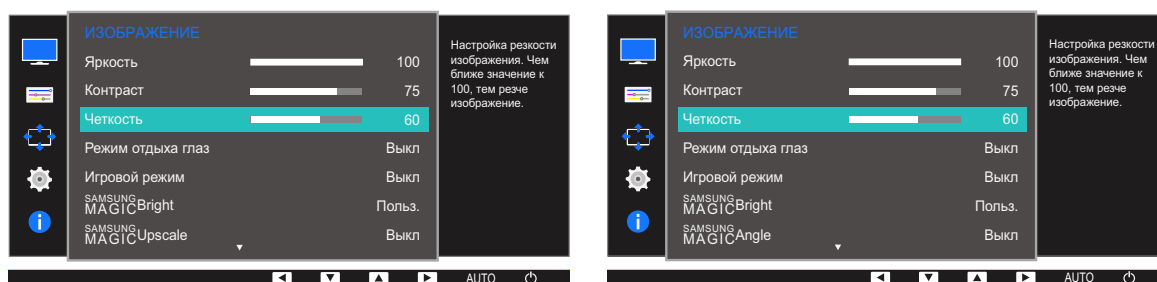 ИЗОБРАЖЕНИЕ
Яркость 100
Контраст 75
Четкость 60
Режим отдыха глаз Выкл
Игровой режим Выкл
SAMSUNG
MAGICBright Польз.
SAMSUNG
MAGICUpscale Выкл
Настройка резкости
изображения. Чем
ближе значение к
100, тем резче
изображение.
AUTO
ИЗОБРАЖЕНИЕ
Яркость 100
Контраст 75
Четкость 60
Режим отдыха глаз Выкл
Игровой режим Выкл
SAMSUNG
MAGICBright Польз.
SAMSUNG
MAGICAngle Выкл
Настройка резкости
изображения. Чем
ближе значение к
100, тем резче
изображение.
AUTO